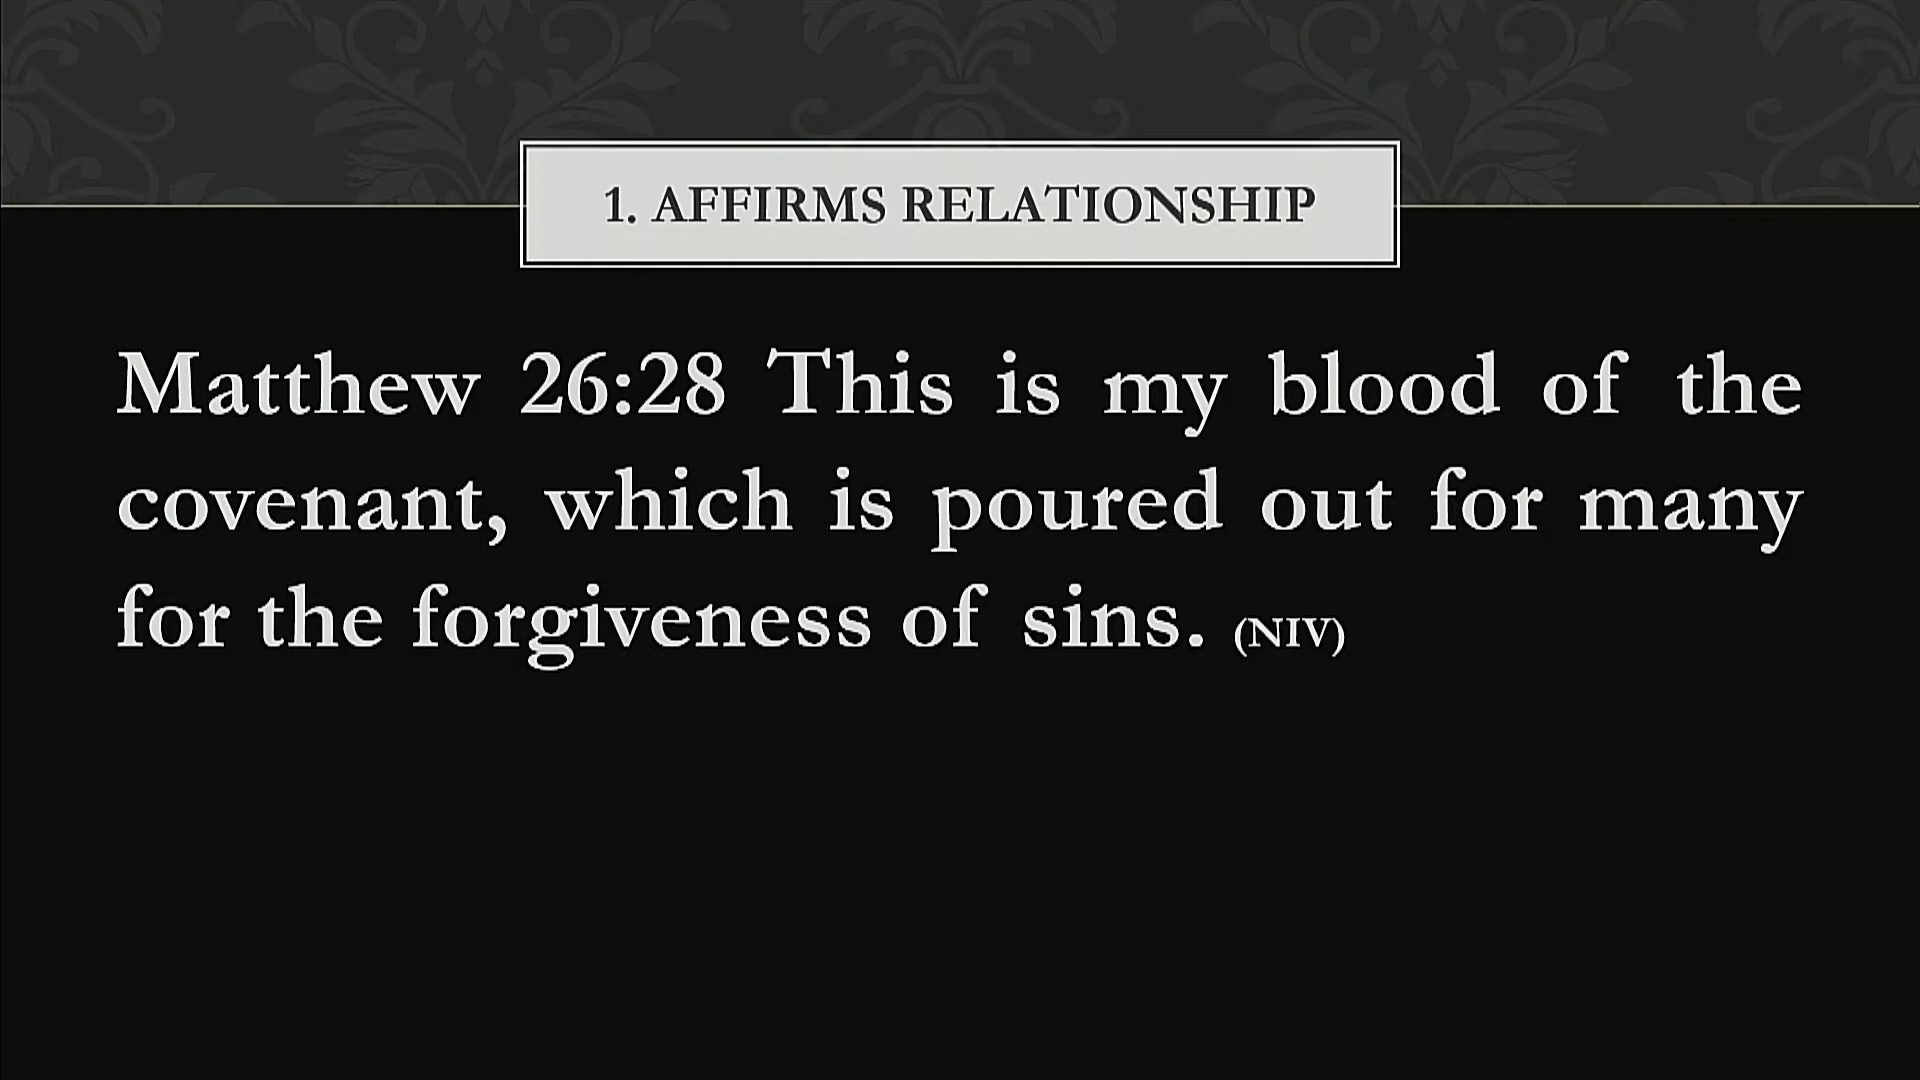 1. AFFIRMS RELATIONSHIP
Matthew 26:28 This is my blood of the
covenant, which is poured out for many
for the forgiveness of sins. (NIV)